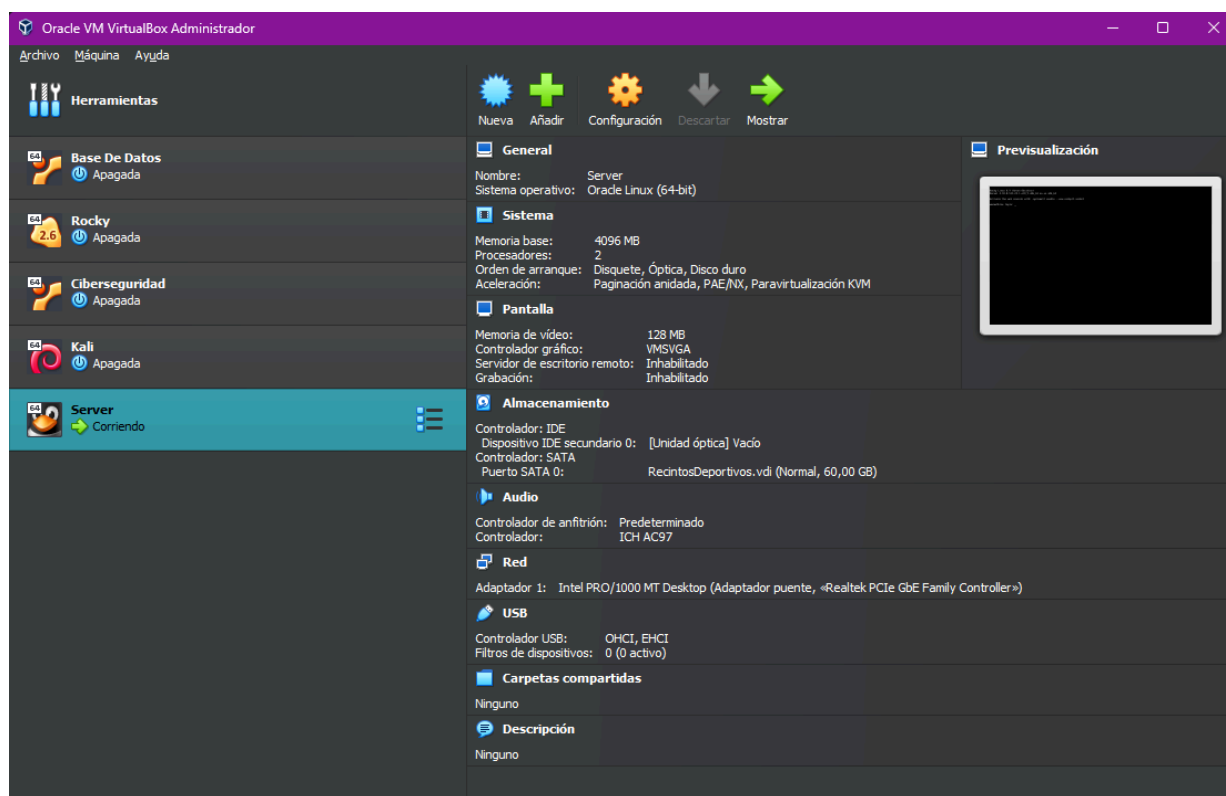 Oracle VM VirtualBox Administrador
Archivo Máquina Ayuda
Herramientas
Nueva Añadir Configuración Descartar Mostrar
64
Base De Datos
Apagada
64
2.6
Rocky
Apagada
64
Ciberseguridad
Apagada
64
Kali
Apagada
64
Server
Corriendo
General
Nombre: Server
Sistema operativo: Oracle Linux (64-bit)
Sistema
Memoria base: 4096 MB
Procesadores: 2
Orden de arranque: Disquete, Óptica, Disco duro
Aceleración: Paginación anidada, PAE/NX, Paravirtualización KVM
Pantalla
Memoria de vídeo: 128 MB
Controlador gráfico: VMSVGA
Servidor de escritorio remoto: Inhabilitado
Grabación: Inhabilitado
Previsualización
Almacenamiento
Controlador: IDE
Dispositivo IDE secundario 0: [Unidad óptica] Vacío
Controlador: SATA
Puerto SATA 0: RecintosDeportivos.vdi (Normal, 60,00 GB)
Audio
Controlador de anfitrión: Predeterminado
Controlador: ICH AC97
Red
Adaptador 1: Intel PRO/1000 MT Desktop (Adaptador puente, «Realtek PCIe GbE Family Controller»)
USB
Controlador USB: OHCI, EHCI
Filtros de dispositivos: 0 (0 activo)
Carpetas compartidas
Ninguno
Descripción
Ninguno